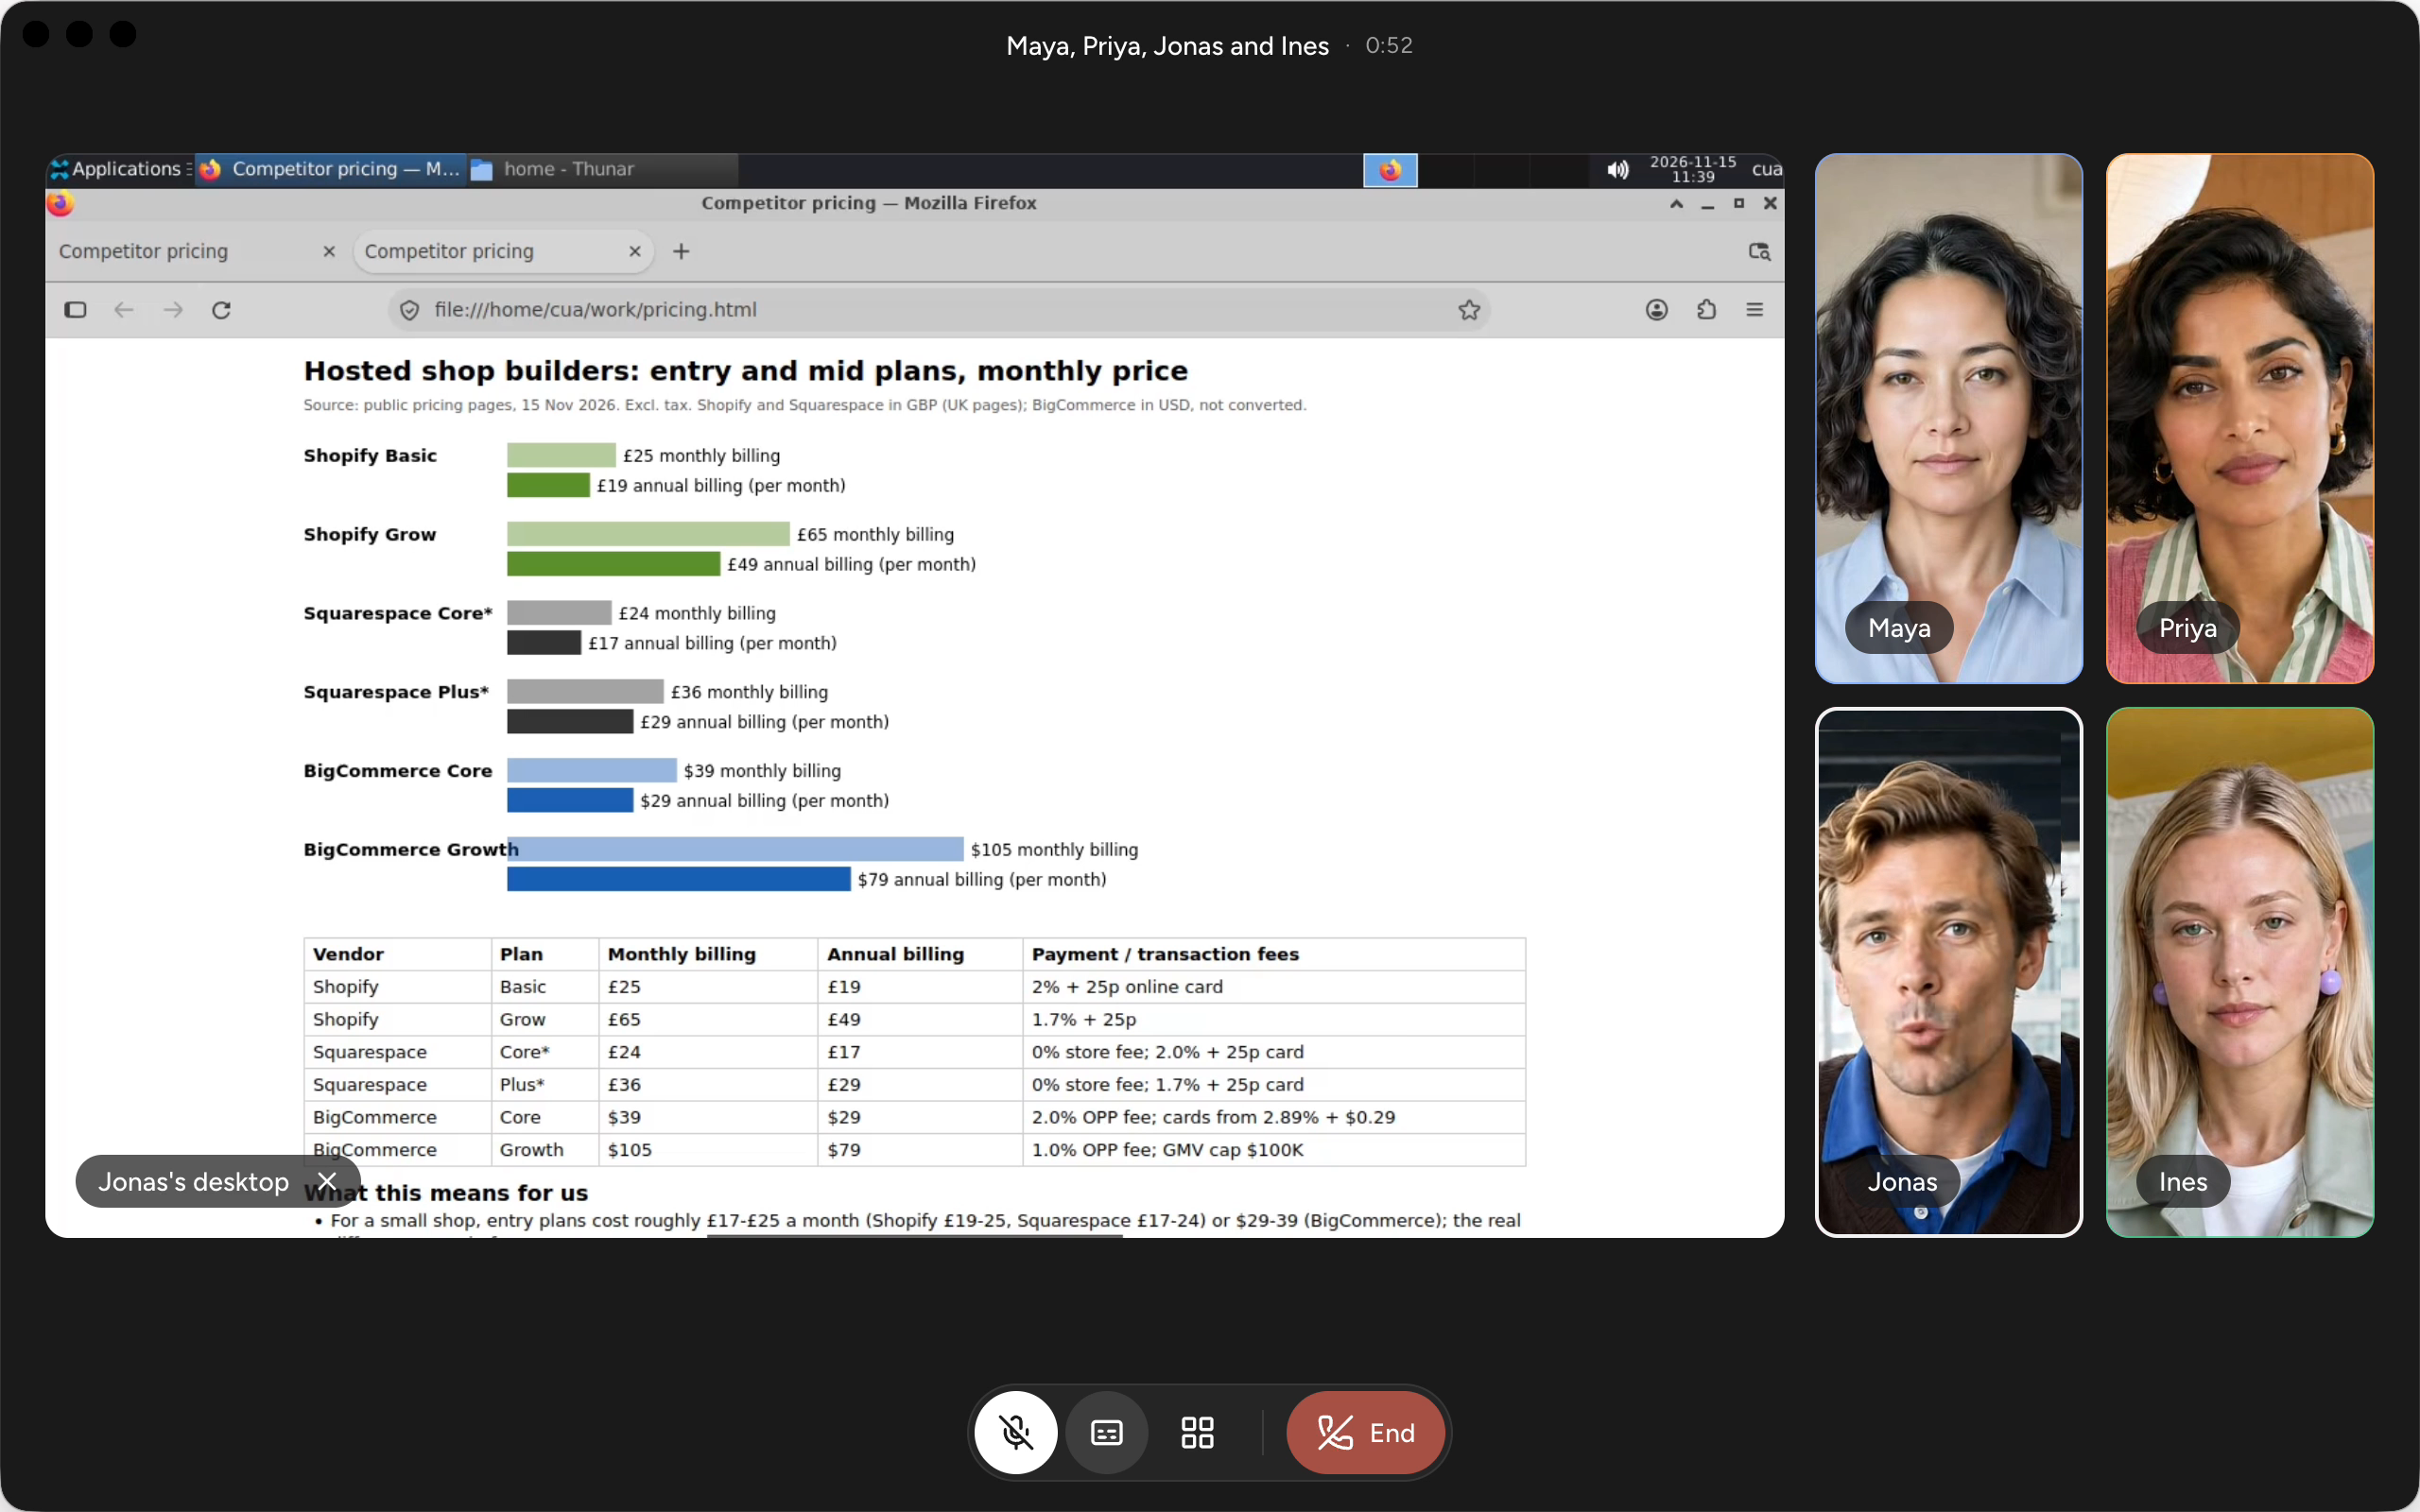 Maya, Priya, Jonas and Ines · 0:52
Applications
Competitor pricing — M...
home - Thunar
2026-11-15
11:39
cua
Competitor pricing — Mozilla Firefox
Competitor pricing
Competitor pricing
file:///home/cua/work/pricing.html
Hosted shop builders: entry and mid plans, monthly price
Source: public pricing pages, 15 Nov 2026. Excl. tax. Shopify and Squarespace in GBP (UK pages); BigCommerce in USD, not converted.
Shopify Basic
£25 monthly billing
£19 annual billing (per month)
Shopify Grow
£65 monthly billing
£49 annual billing (per month)
Squarespace Core*
£24 monthly billing
£17 annual billing (per month)
Squarespace Plus*
£36 monthly billing
£29 annual billing (per month)
BigCommerce Core
$39 monthly billing
$29 annual billing (per month)
BigCommerce Growth
$105 monthly billing
$79 annual billing (per month)
Vendor Plan Monthly billing Annual billing Payment / transaction fees
Shopify Basic £25 £19 2% + 25p online card
Shopify Grow £65 £49 1.7% + 25p
Squarespace Core* £24 £17 0% store fee; 2.0% + 25p card
Squarespace Plus* £36 £29 0% store fee; 1.7% + 25p card
BigCommerce Core $39 $29 2.0% OPP fee; cards from 2.89% + $0.29
BigCommerce Growth $105 $79 1.0% OPP fee; GMV cap $100K
What this means for us
• For a small shop, entry plans cost roughly £17-£25 a month (Shopify £19-25, Squarespace £17-24) or $29-39 (BigCommerce); the real
Jonas's desktop
Maya
Priya
Jonas
Ines
End